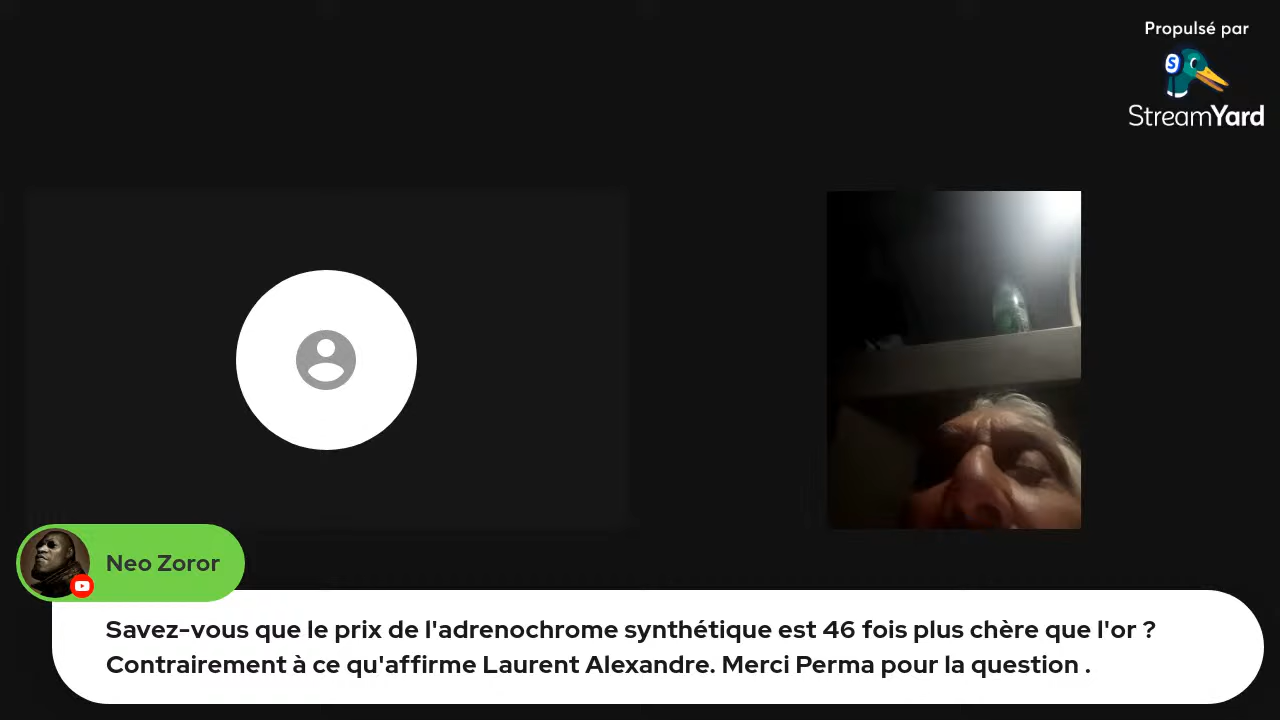 Propulsé par
StreamYard
Neo Zoror
Savez-vous que le prix de l'adrenochrome synthétique est 46 fois plus chère que l'or ?
Contrairement à ce qu'affirme Laurent Alexandre. Merci Perma pour la question .